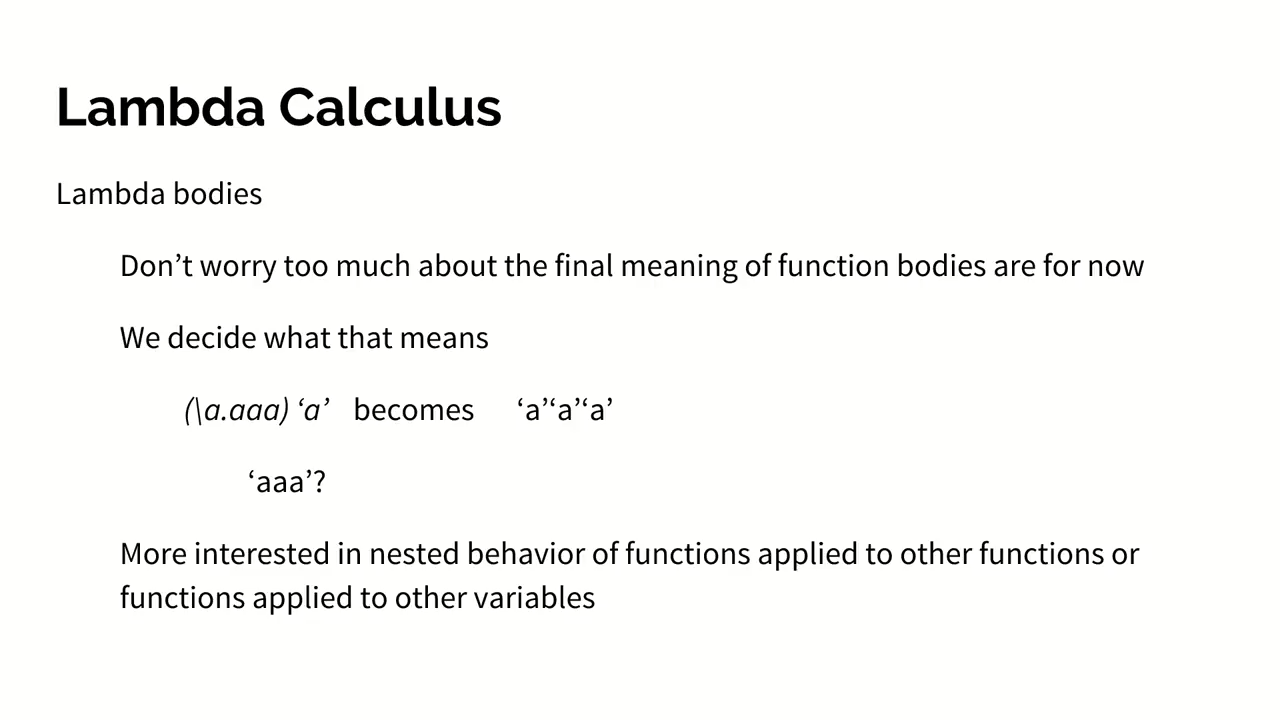 Lambda Calculus
Lambda bodies
Don’t worry too much about the final meaning of function bodies are for now
We decide what that means
(\a.aaa) ‘a’ becomes ‘a’‘a’‘a’
‘aaa’?
More interested in nested behavior of functions applied to other functions or
functions applied to other variables